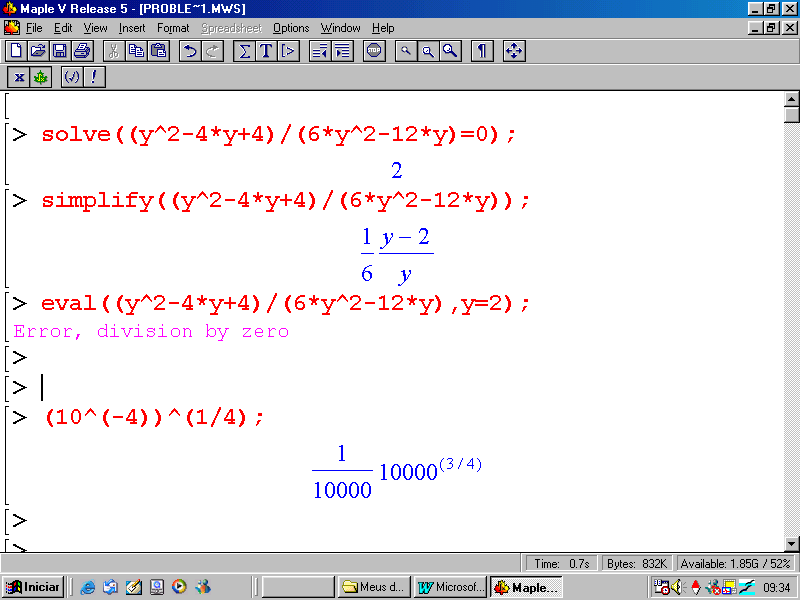 Maple V Release 5 - [PROBLE~1.MWS]
File Edit View Insert Format Spreadsheet Options Window Help
Σ T [>
STOP
¶
x (√) !
> solve((y^2-4*y+4)/(6*y^2-12*y)=0);
2
> simplify((y^2-4*y+4)/(6*y^2-12*y));
1 y − 2
6 y
> eval((y^2-4*y+4)/(6*y^2-12*y),y=2);
Error, division by zero
>
>
> (10^(-4))^(1/4);
1
10000 10000^(3/4)
>
>
Time: 0.7s Bytes: 832K Available: 1.85G / 52%
Iniciar Meus d... Microsof... Maple... 09:34